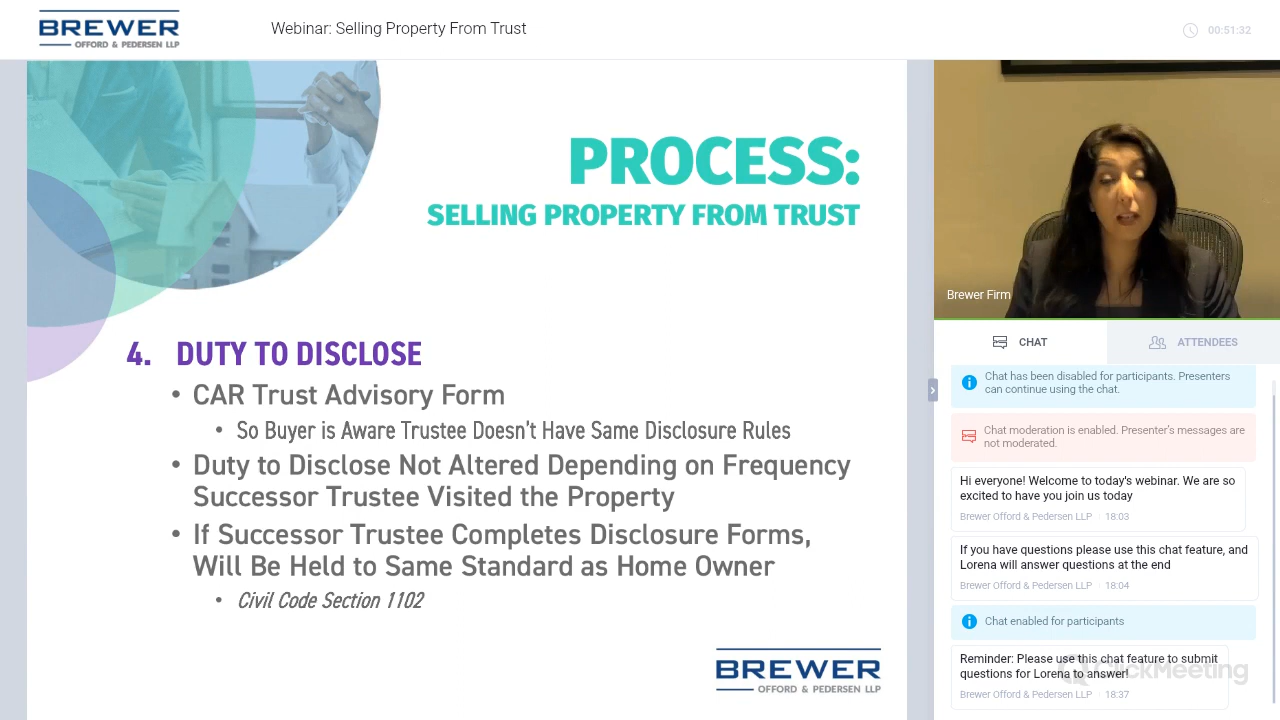 BREWER
OFFORD & PEDERSEN LLP
Webinar: Selling Property From Trust
00:51:32
PROCESS:
SELLING PROPERTY FROM TRUST
4. DUTY TO DISCLOSE
• CAR Trust Advisory Form
• So Buyer is Aware Trustee Doesn't Have Same Disclosure Rules
• Duty to Disclose Not Altered Depending on Frequency
Successor Trustee Visited the Property
• If Successor Trustee Completes Disclosure Forms,
Will Be Held to Same Standard as Home Owner
• Civil Code Section 1102
BREWER
OFFORD & PEDERSEN LLP
Brewer Firm
CHAT
ATTENDEES
Chat has been disabled for participants. Presenters
can continue using the chat.
Chat moderation is enabled. Presenter's messages are
not moderated.
Hi everyone! Welcome to today's webinar. We are so
excited to have you join us today
Brewer Offord & Pedersen LLP 18:03
If you have questions please use this chat feature, and
Lorena will answer questions at the end
Brewer Offord & Pedersen LLP 18:04
Chat enabled for participants
Reminder: Please use this chat feature to submit
questions for Lorena to answer!
Brewer Offord & Pedersen LLP 18:37
ClickMeeting